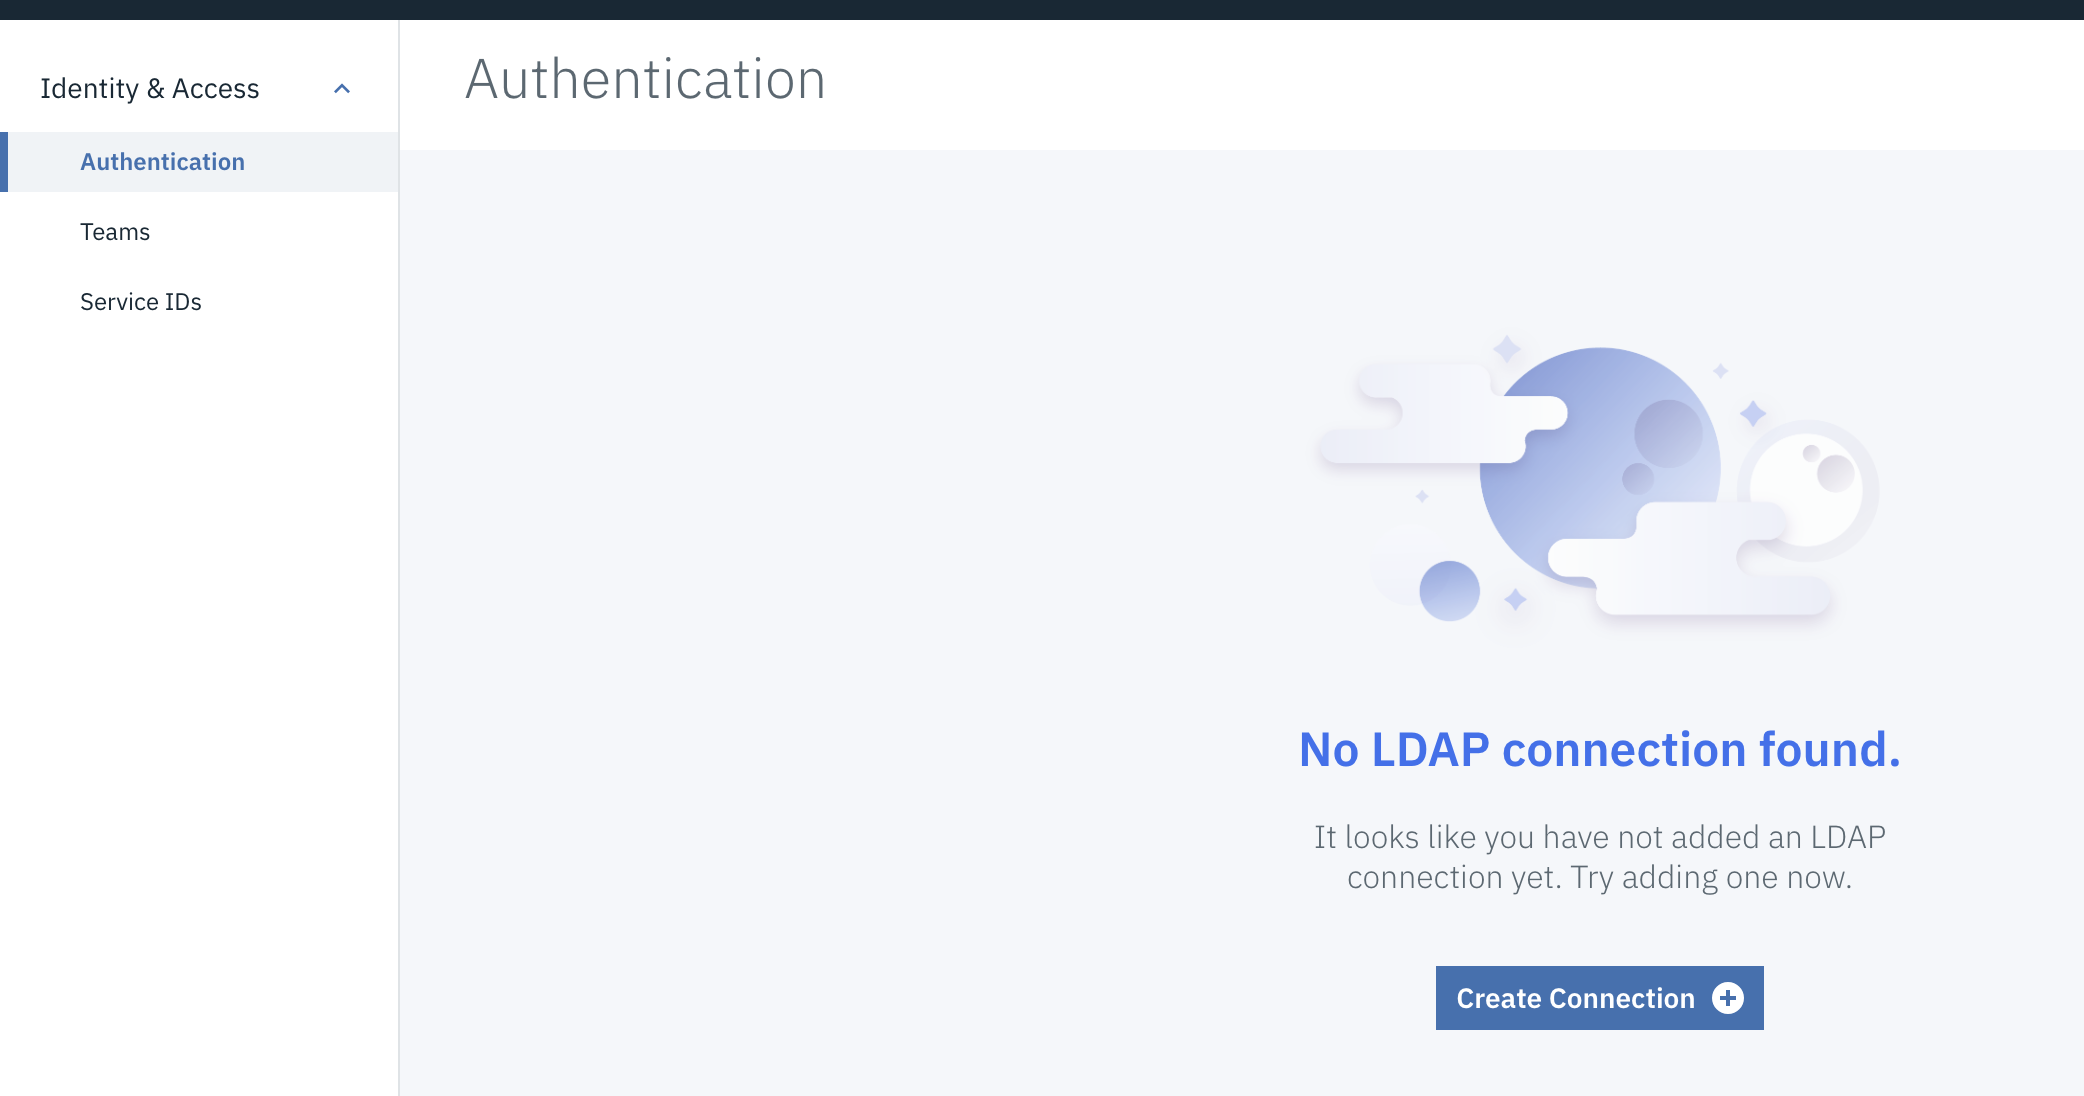 Identity & Access
Authentication
Teams
Service IDs
Authentication
No LDAP connection found.
It looks like you have not added an LDAP
connection yet. Try adding one now.
Create Connection